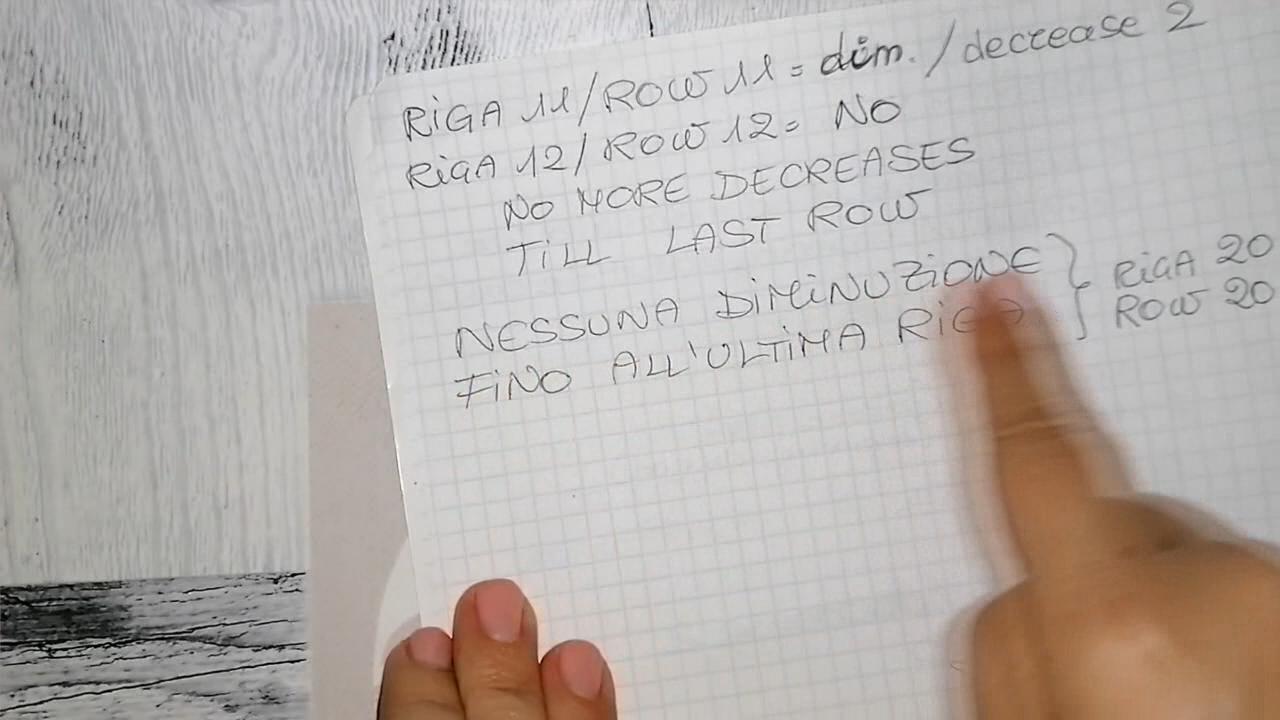 RIGA 11/ROW 11 = dim./decrease 2
RIGA 12/ROW 12= NO
NO MORE DECREASES
TILL LAST ROW
NESSUNA DIMINUZIONE
FINO ALL'ULTIMA RIGA
} RIGA 20
ROW 20